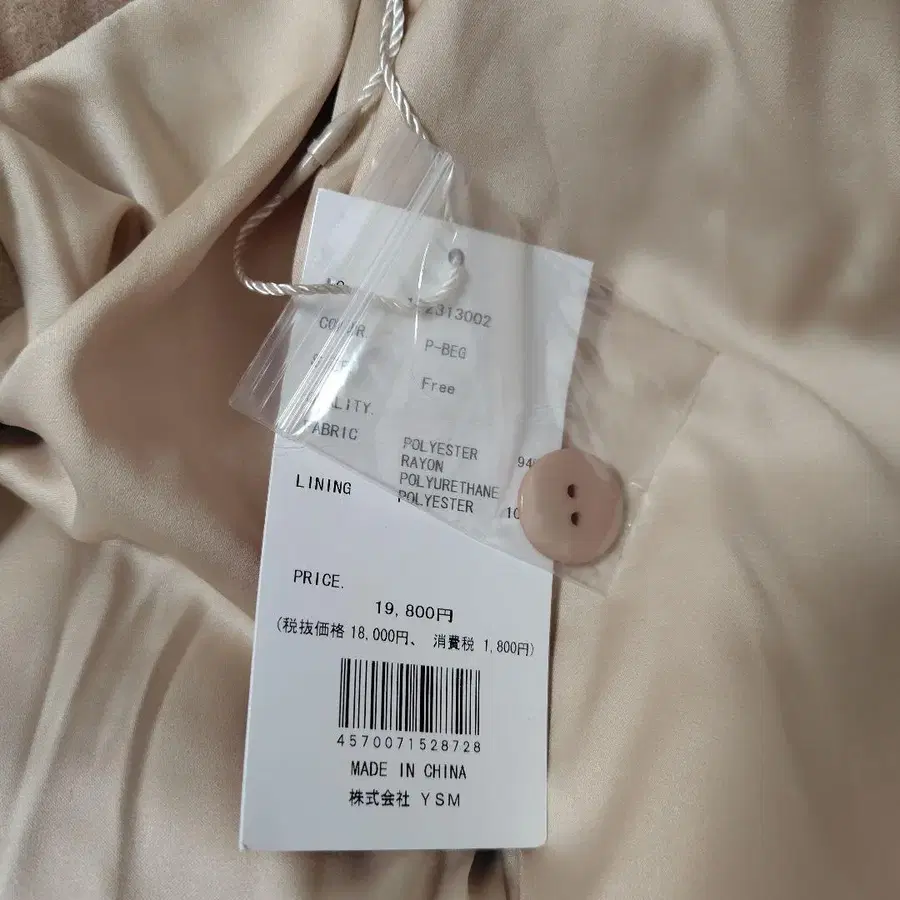 2313002
COLOUR. P-BEG
Free
FABRIC POLYESTER
RAYON
POLYURETHANE
LINING POLYESTER
PRICE.
19,800円
(税抜価格 18,000円、 消費税 1,800円)
4570071528728
MADE IN CHINA
株式会社 YSM